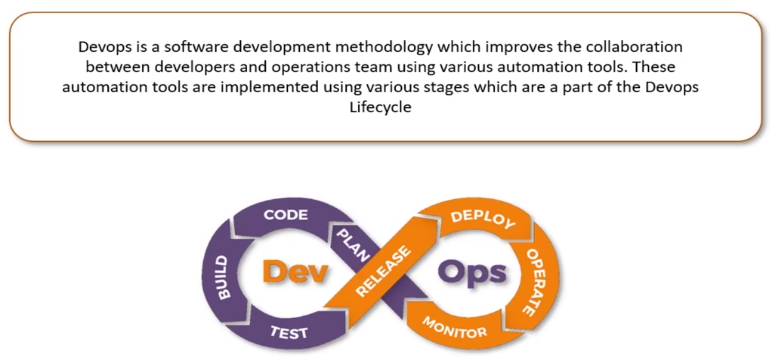 Devops is a software development methodology which improves the collaboration
between developers and operations team using various automation tools. These
automation tools are implemented using various stages which are a part of the Devops
Lifecycle
CODE
PLAN
BUILD
TEST
Dev
RELEASE
DEPLOY
OPERATE
MONITOR
Ops